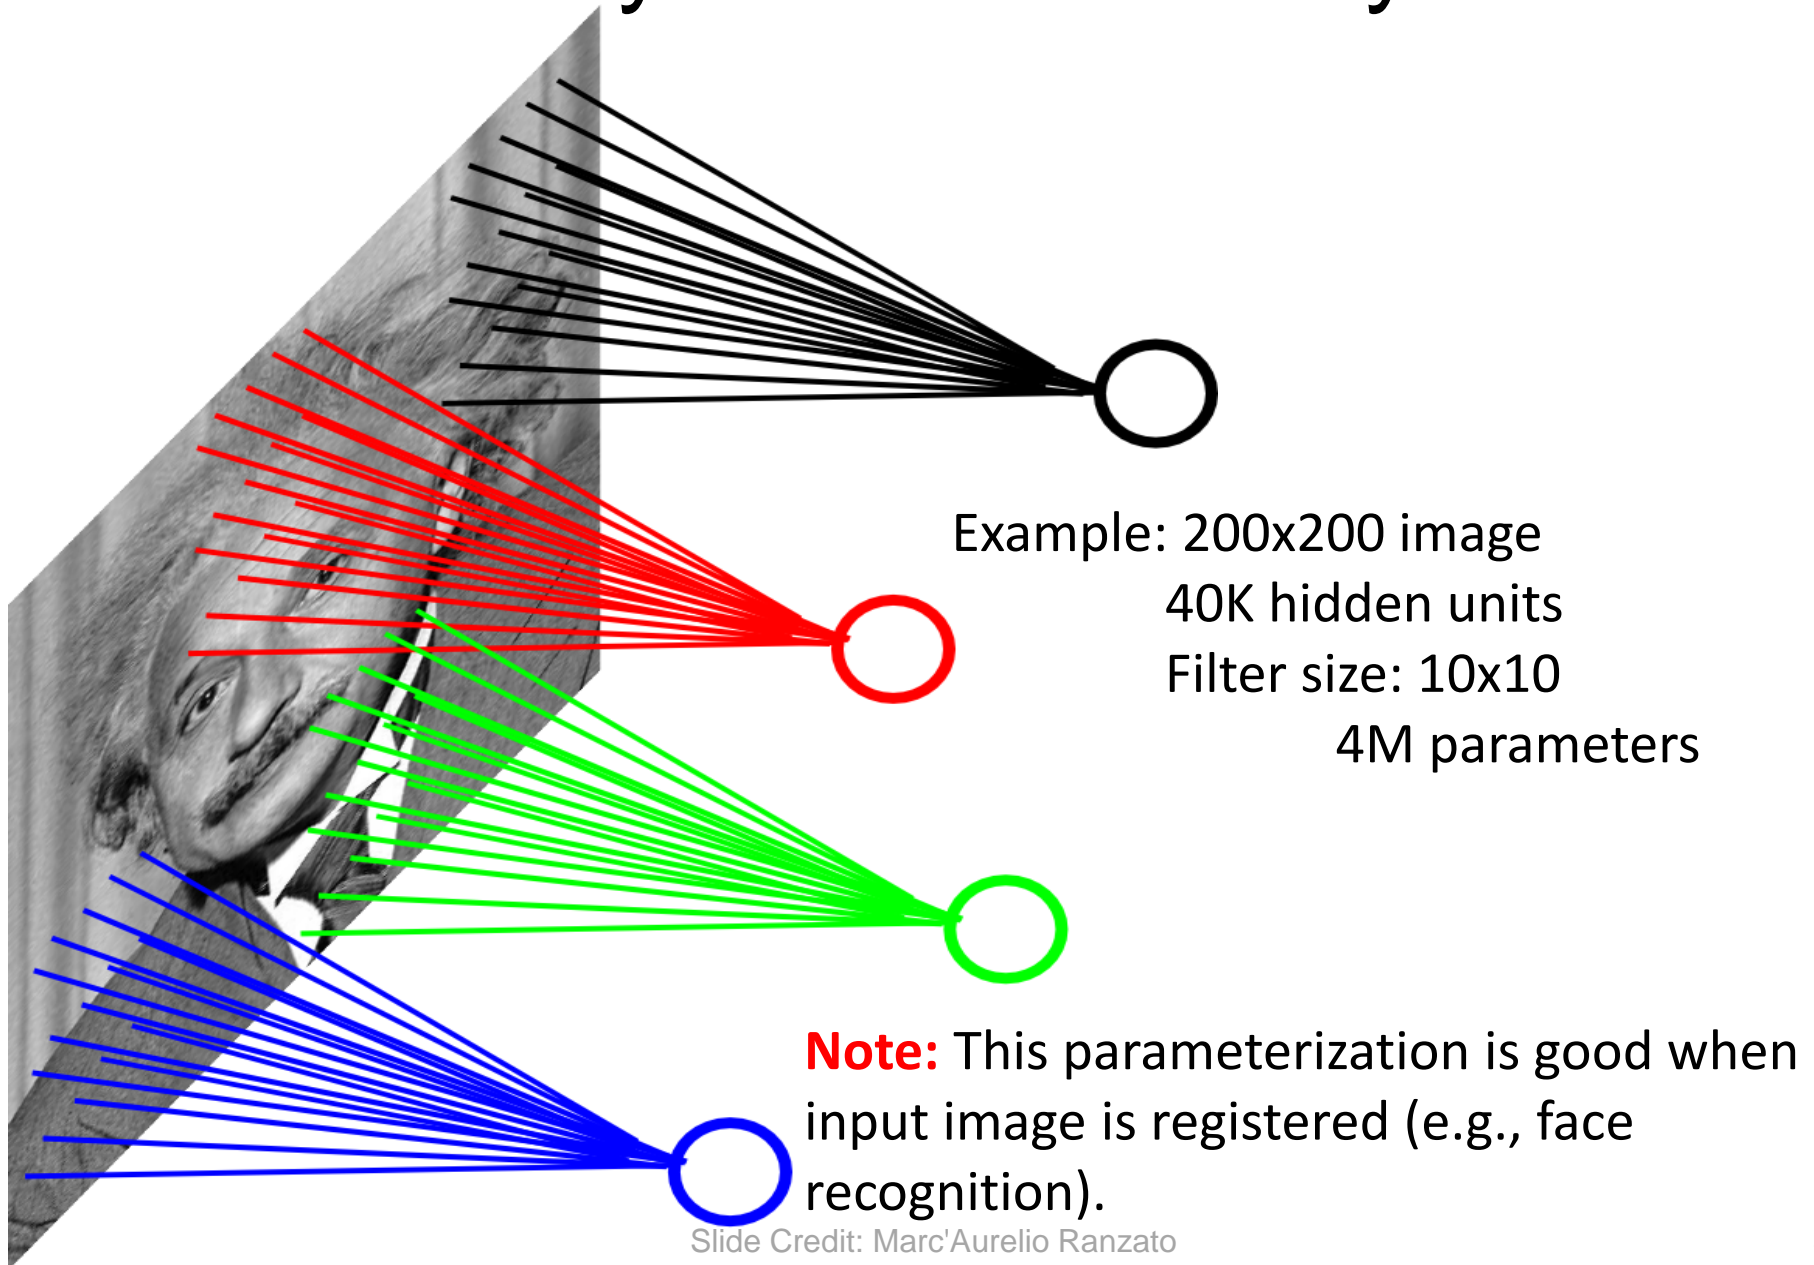 Example: 200x200 image
40K hidden units
Filter size: 10x10
4M parameters
Note: This parameterization is good when
input image is registered (e.g., face
recognition).
Slide Credit: Marc'Aurelio Ranzato